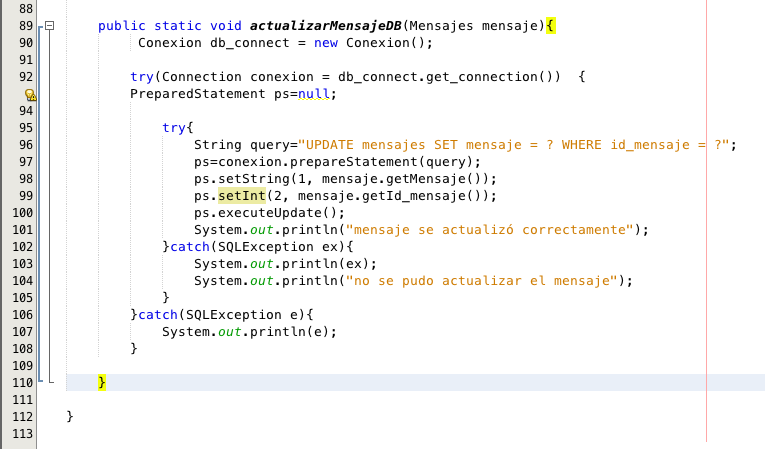 88
89 public static void actualizarMensajeDB(Mensajes mensaje){
90 Conexion db_connect = new Conexion();
91
92 try(Connection conexion = db_connect.get_connection())  {
PreparedStatement ps=null;
94
95 try{
96 String query="UPDATE mensajes SET mensaje = ? WHERE id_mensaje = ?";
97 ps=conexion.prepareStatement(query);
98 ps.setString(1, mensaje.getMensaje());
99 ps.setInt(2, mensaje.getId_mensaje());
100 ps.executeUpdate();
101 System.out.println("mensaje se actualizó correctamente");
102 }catch(SQLException ex){
103 System.out.println(ex);
104 System.out.println("no se pudo actualizar el mensaje");
105 }
106 }catch(SQLException e){
107 System.out.println(e);
108 }
109
110 }
111
112 }
113